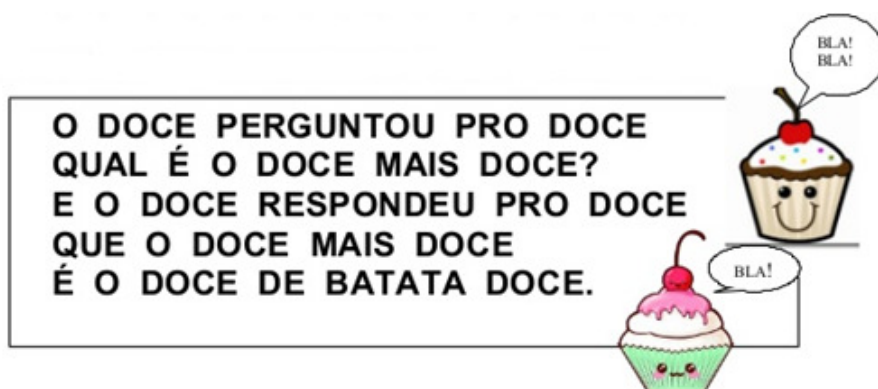 BLA!
BLA!
O DOCE PERGUNTOU PRO DOCE
QUAL É O DOCE MAIS DOCE?
E O DOCE RESPONDEU PRO DOCE
QUE O DOCE MAIS DOCE
É O DOCE DE BATATA DOCE.
BLA!